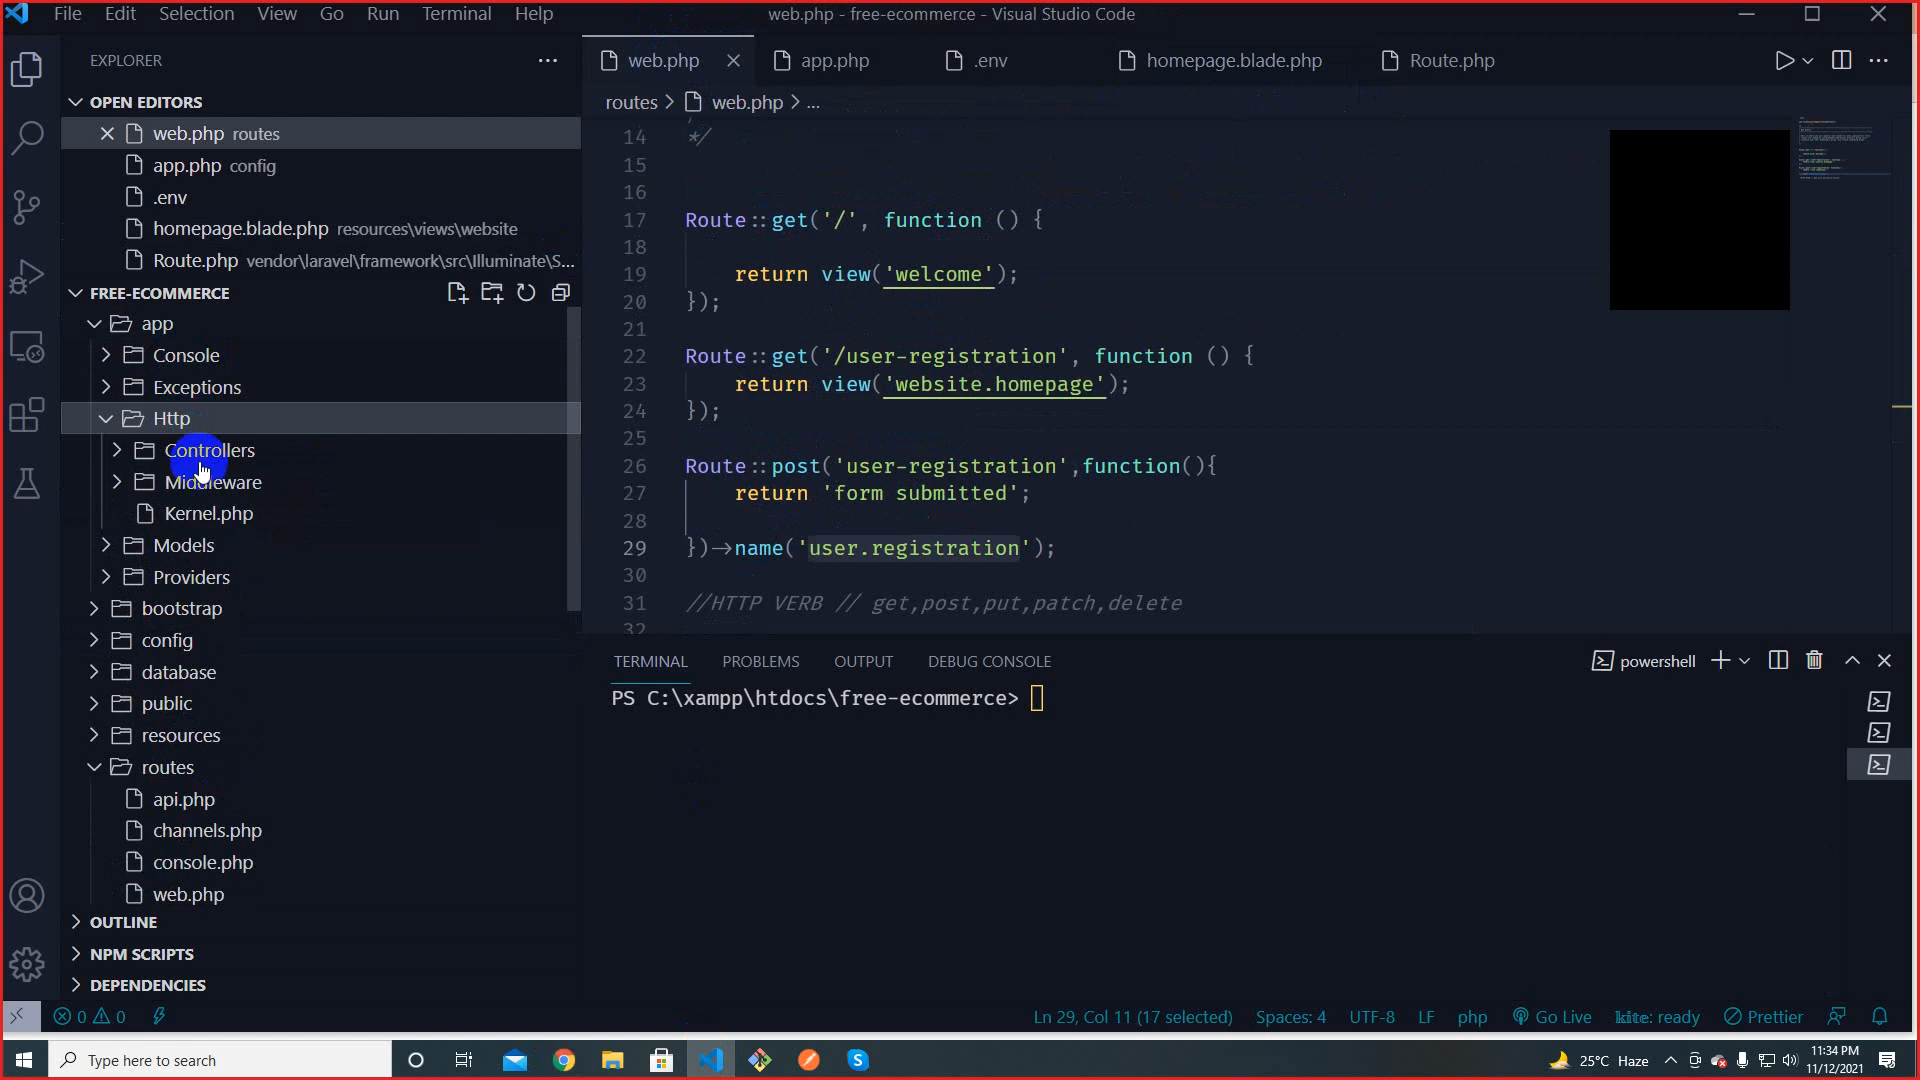 File Edit Selection View Go Run Terminal Help
web.php - free-ecommerce - Visual Studio Code
EXPLORER
OPEN EDITORS
web.php routes
app.php config
.env
homepage.blade.php resources\views\website
Route.php vendor\laravel\framework\src\Illuminate\S...
FREE-ECOMMERCE
app
Console
Exceptions
Http
Controllers
Middleware
Kernel.php
Models
Providers
bootstrap
config
database
public
resources
routes
api.php
channels.php
console.php
web.php
OUTLINE
NPM SCRIPTS
DEPENDENCIES
web.php app.php .env homepage.blade.php Route.php
routes > web.php > ...
14 */
15
16
17 Route::get('/', function () {
18
19 return view('welcome');
20 });
21
22 Route::get('/user-registration', function () {
23 return view('website.homepage');
24 });
25
26 Route::post('user-registration',function(){
27 return 'form submitted';
28
29 })->name('user.registration');
30
31 //HTTP VERB // get,post,put,patch,delete
32
TERMINAL PROBLEMS OUTPUT DEBUG CONSOLE
powershell
PS C:\xampp\htdocs\free-ecommerce>
0 0
Ln 29, Col 11 (17 selected) Spaces: 4 UTF-8 LF php Go Live kite: ready Prettier
Type here to search
25°C Haze
11:34 PM
11/12/2021